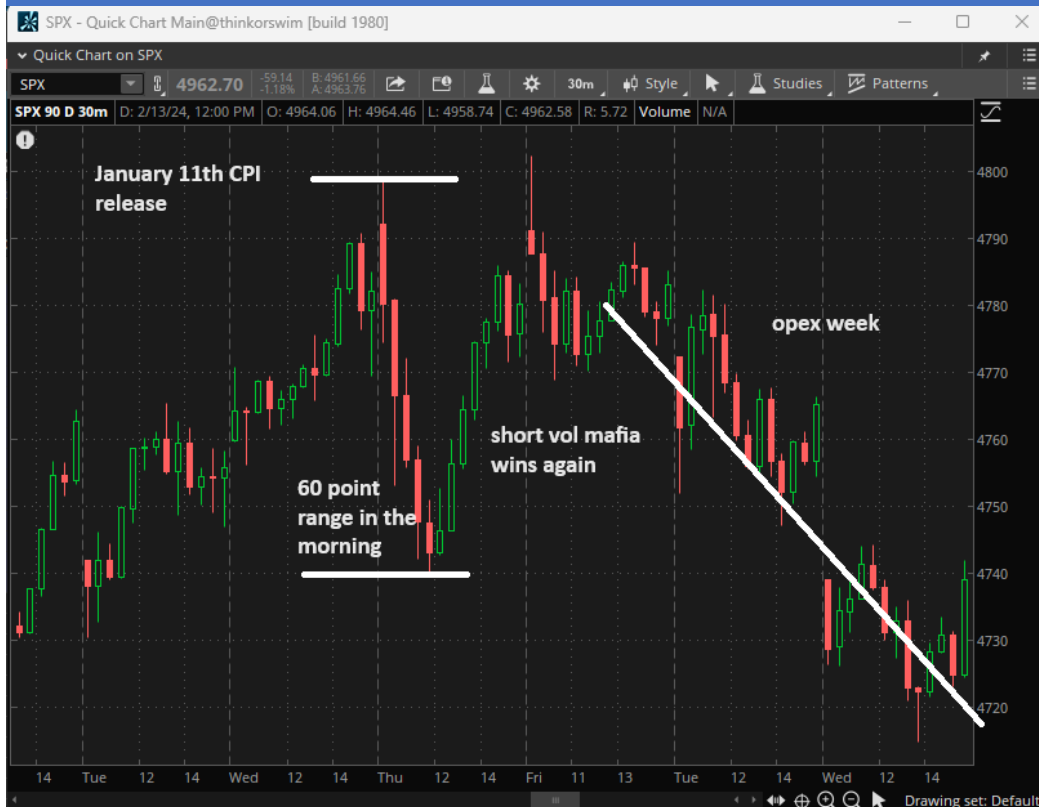 SPX - Quick Chart Main@thinkorswim [build 1980]
Quick Chart on SPX
SPX 4962.70 -59.14 -1.18% B: 4961.66 A: 4963.76 30m Style Studies Patterns
SPX 90 D 30m D: 2/13/24, 12:00 PM O: 4964.06 H: 4964.46 L: 4958.74 C: 4962.58 R: 5.72 Volume N/A
January 11th CPI
release
4800
4790
4780
opex week
4770
short vol mafia
wins again
4760
60 point
range in the
morning
4750
4740
4730
4720
14 Tue 12 14 Wed 12 14 Thu 12 14 Fri 11 13 Tue 12 14 Wed 12 14
Drawing set: Default